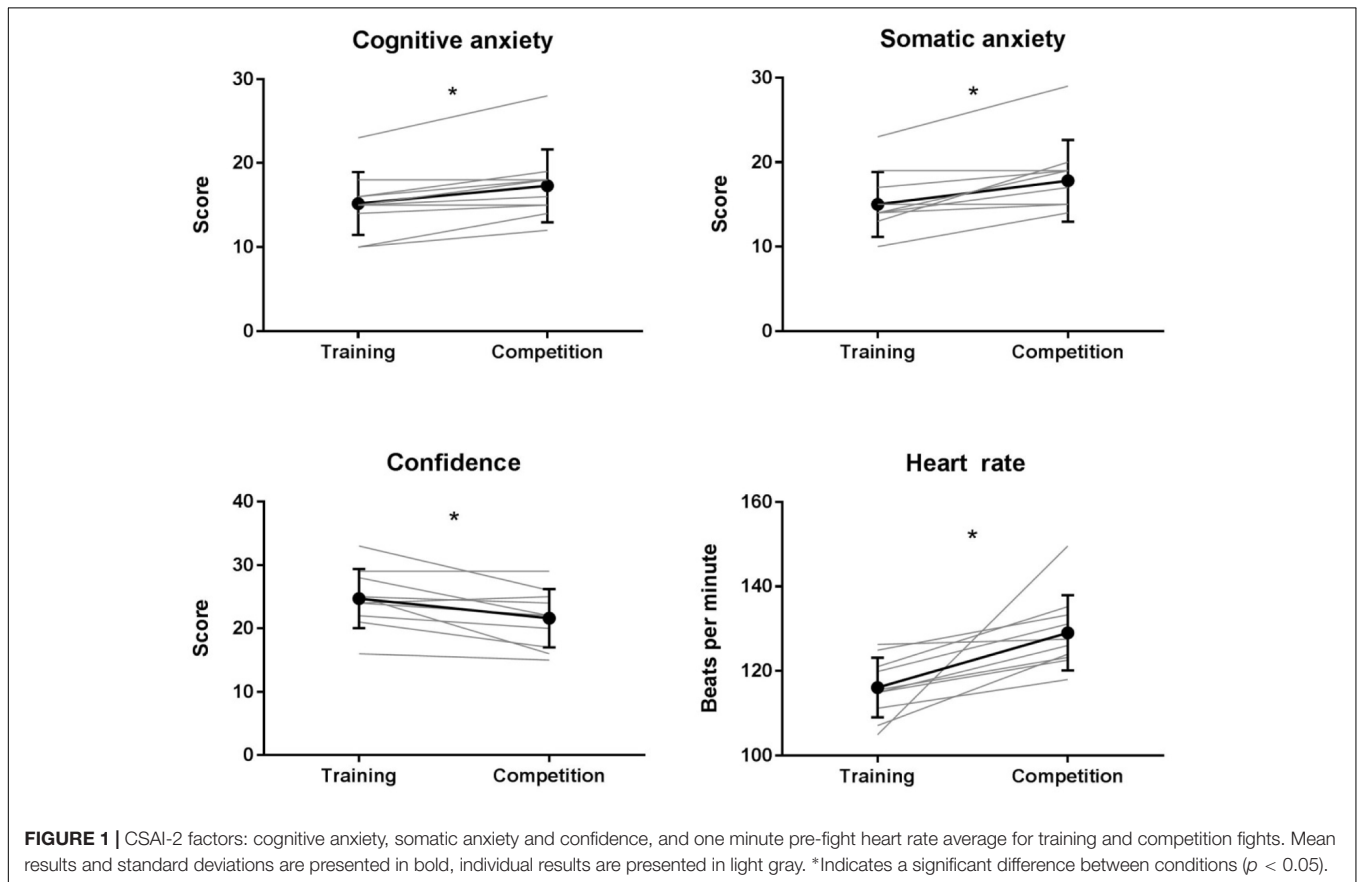 Cognitive anxiety
Score
30
20
10
0
*
Training
Competition
Somatic anxiety
Score
30
20
10
0
*
Training
Competition
Confidence
Score
40
30
20
10
0
*
Training
Competition
Heart rate
Beats per minute
160
140
120
100
*
Training
Competition
FIGURE 1 | CSAI-2 factors: cognitive anxiety, somatic anxiety and confidence, and one minute pre-fight heart rate average for training and competition fights. Mean
results and standard deviations are presented in bold, individual results are presented in light gray. *Indicates a significant difference between conditions (p < 0.05).